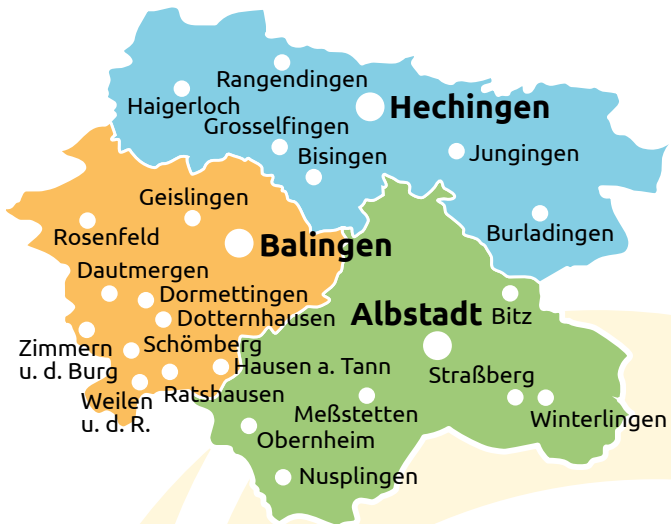 Rangendingen
Haigerloch
Hechingen
Grosselfingen
Bisingen
Jungingen
Geislingen
Rosenfeld
Burladingen
Balingen
Dautmergen
Dormettingen
Dotternhausen
Albstadt
Bitz
Zimmern
u. d. Burg
Schömberg
Hausen a. Tann
Straßberg
Weilen
u. d. R.
Ratshausen
Meßstetten
Winterlingen
Obernheim
Nusplingen